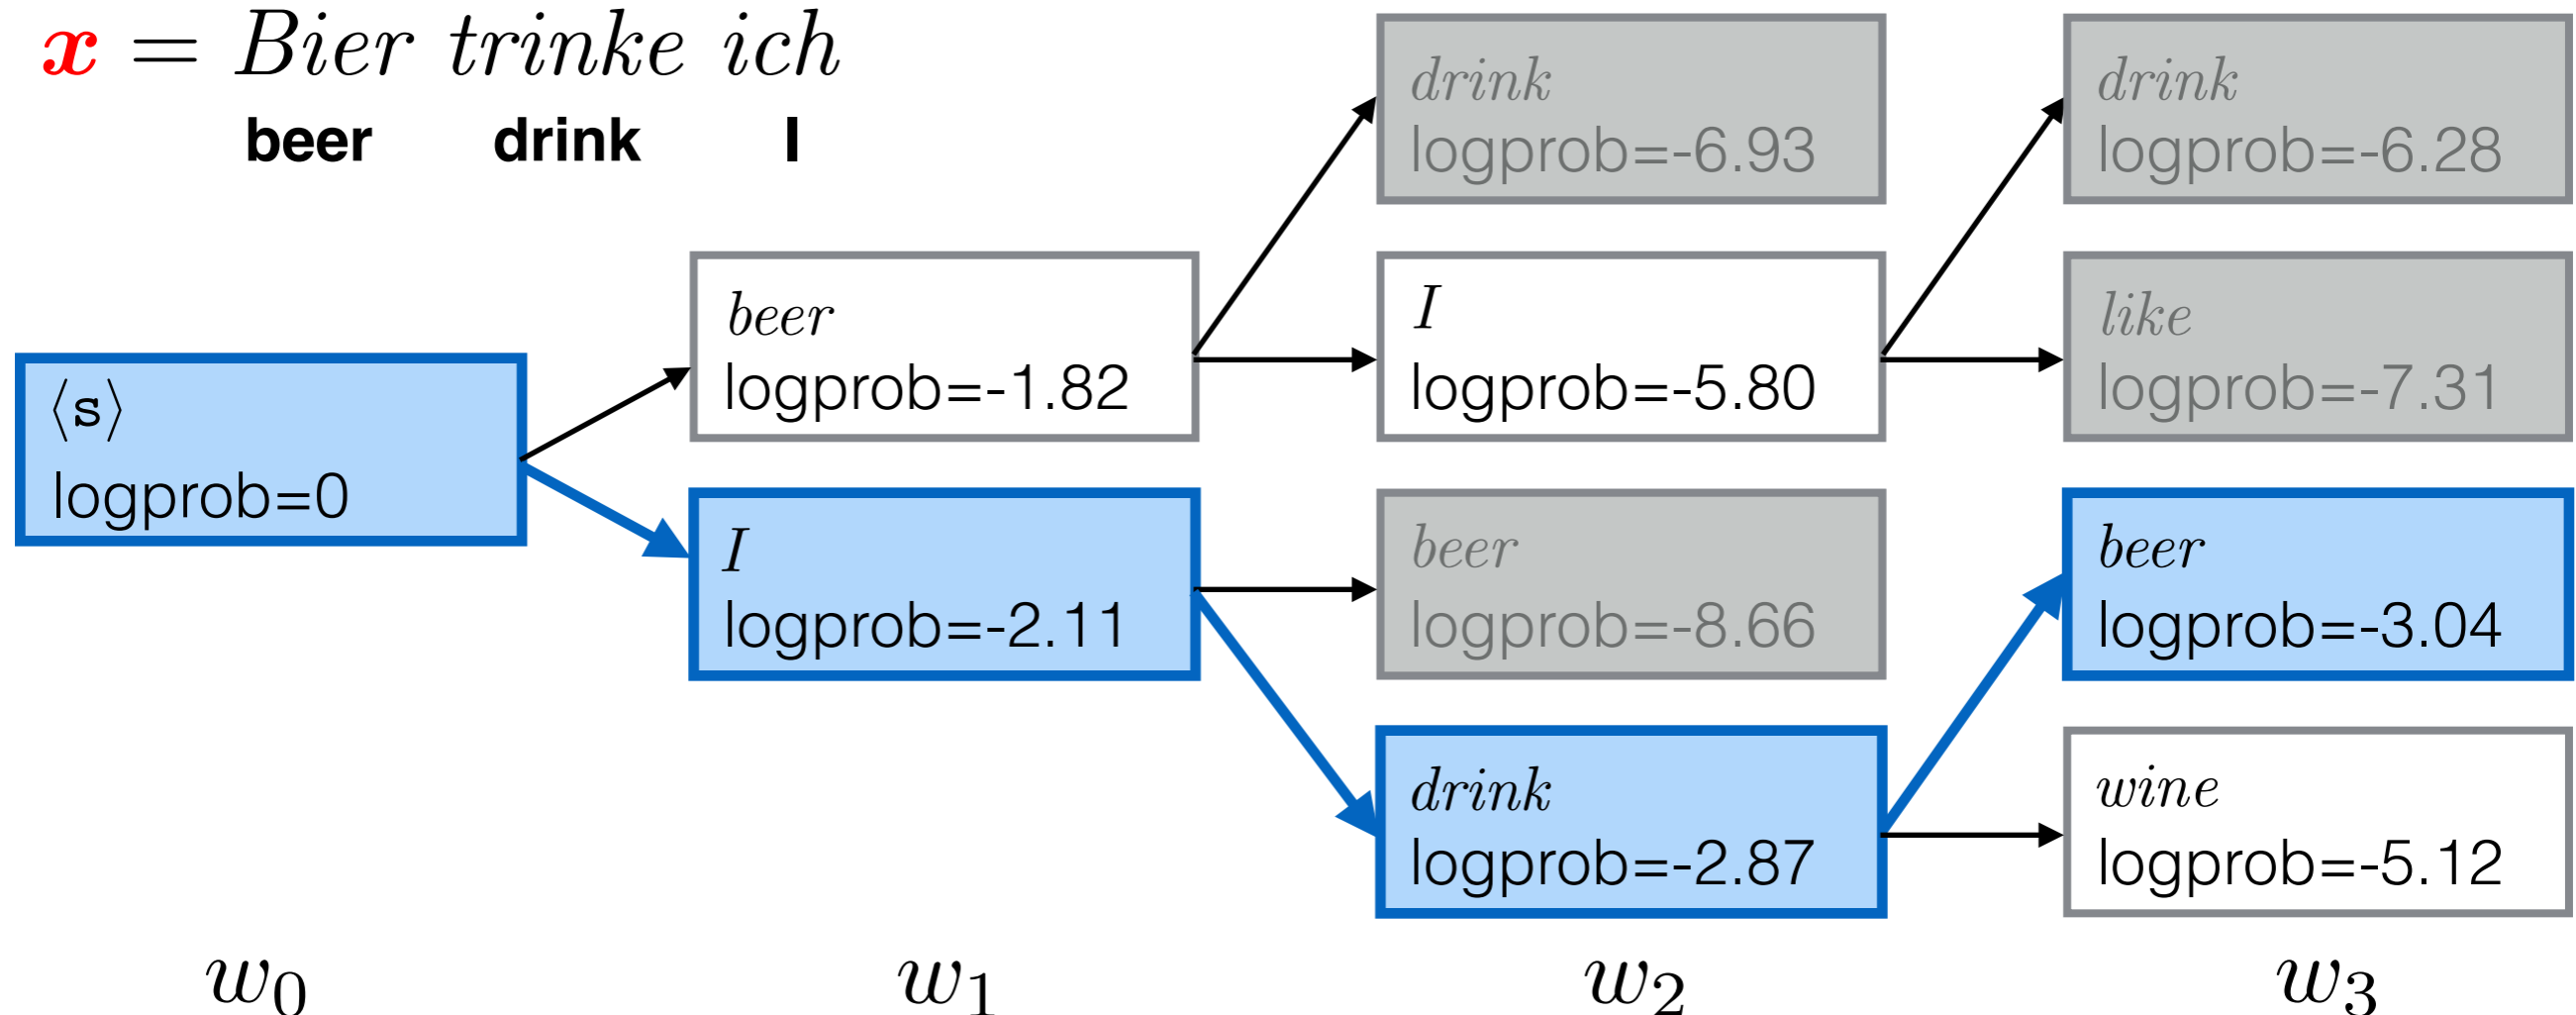 x = Bier trinke ich
beer drink I
⟨s⟩
logprob=0
beer
logprob=-1.82
I
logprob=-2.11
drink
logprob=-6.93
I
logprob=-5.80
beer
logprob=-8.66
drink
logprob=-2.87
drink
logprob=-6.28
like
logprob=-7.31
beer
logprob=-3.04
wine
logprob=-5.12
w₀ w₁ w₂ w₃